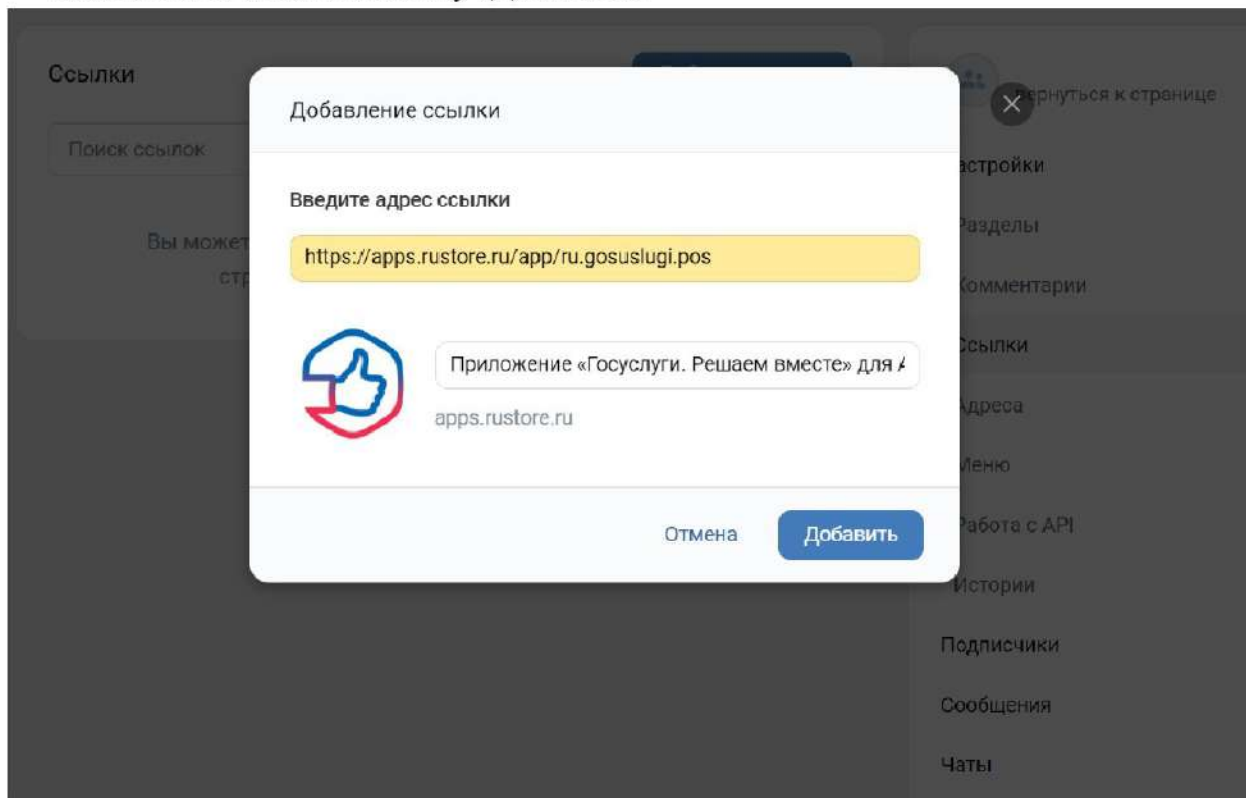 Ссылки
Поиск ссылок
Вы может
стр
Добавление ссылки
Введите адрес ссылки
https://apps.rustore.ru/app/ru.gosuslugi.pos
Приложение «Госуслуги. Решаем вместе» для A
apps.rustore.ru
Отмена
Добавить
вернуться к странице
астройки
Разделы
Комментарии
Ссылки
Адреса
Меню
Работа с API
Истории
Подписчики
Сообщения
Чаты